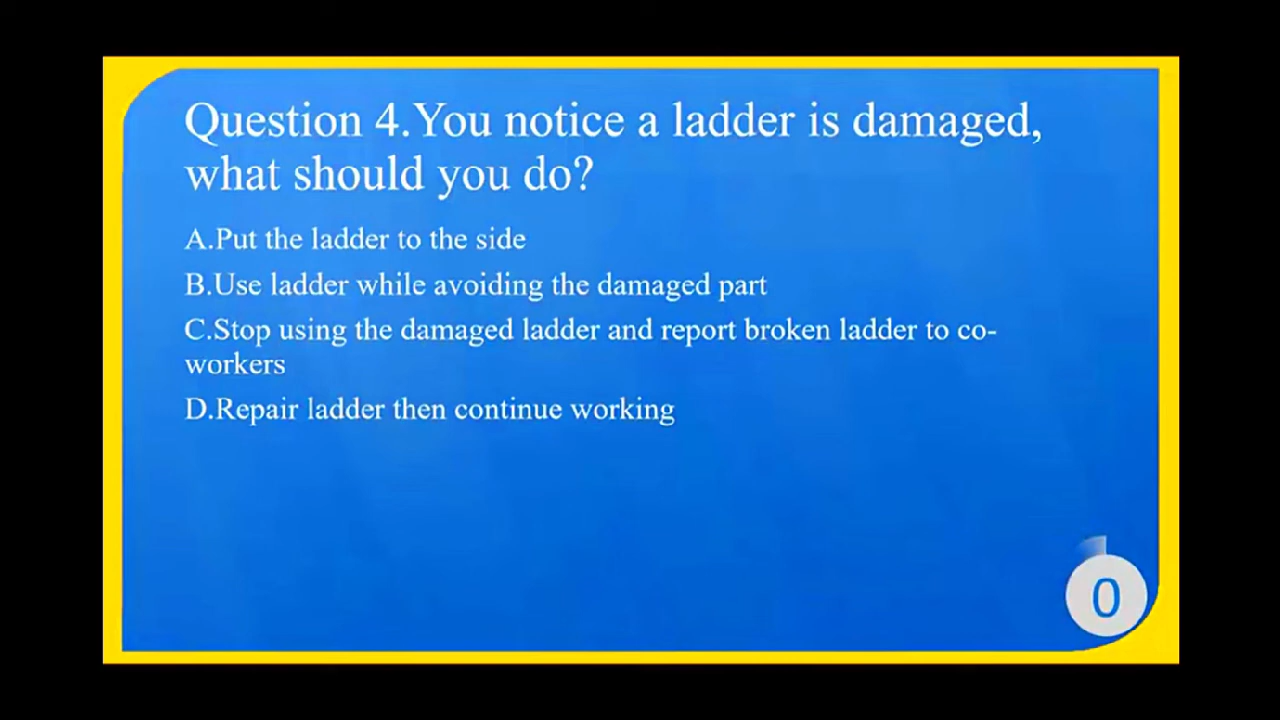 Question 4.You notice a ladder is damaged,
what should you do?
A.Put the ladder to the side
B.Use ladder while avoiding the damaged part
C.Stop using the damaged ladder and report broken ladder to co-
workers
D.Repair ladder then continue working
0